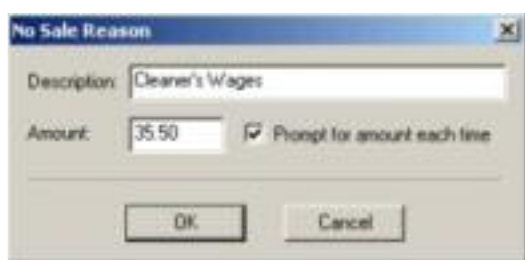 No Sale Reason
Description: Cleaner's Wages
Amount: 35.50 Prompt for amount each time
OK Cancel